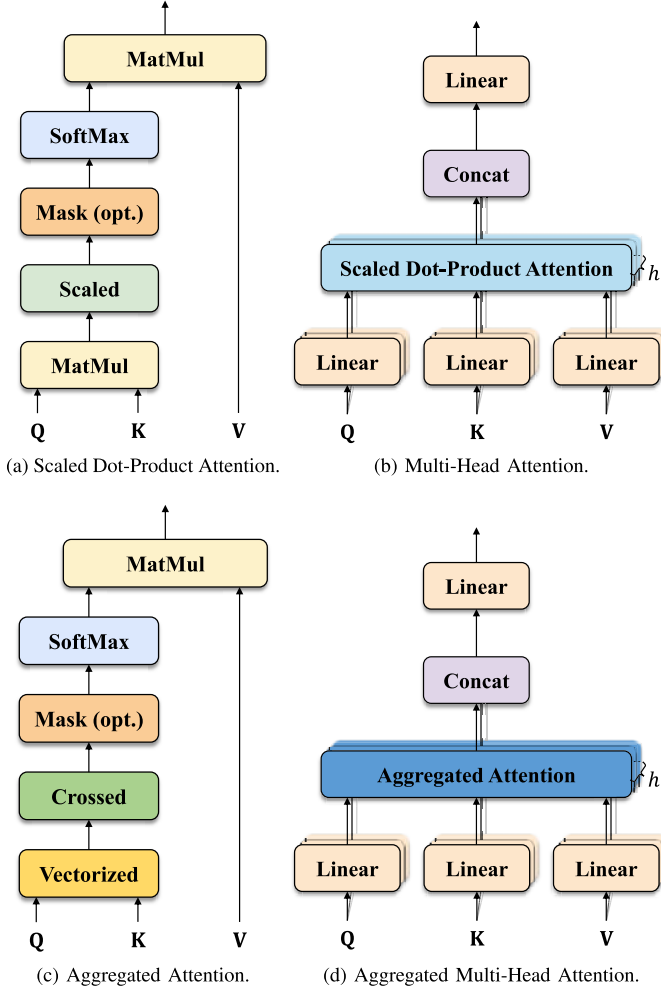 MatMul
SoftMax
Mask (opt.)
Scaled
MatMul
Q K V
(a) Scaled Dot-Product Attention.
Linear
Concat
Scaled Dot-Product Attention h
Linear Linear Linear
Q K V
(b) Multi-Head Attention.
MatMul
SoftMax
Mask (opt.)
Crossed
Vectorized
Q K V
(c) Aggregated Attention.
Linear
Concat
Aggregated Attention h
Linear Linear Linear
Q K V
(d) Aggregated Multi-Head Attention.